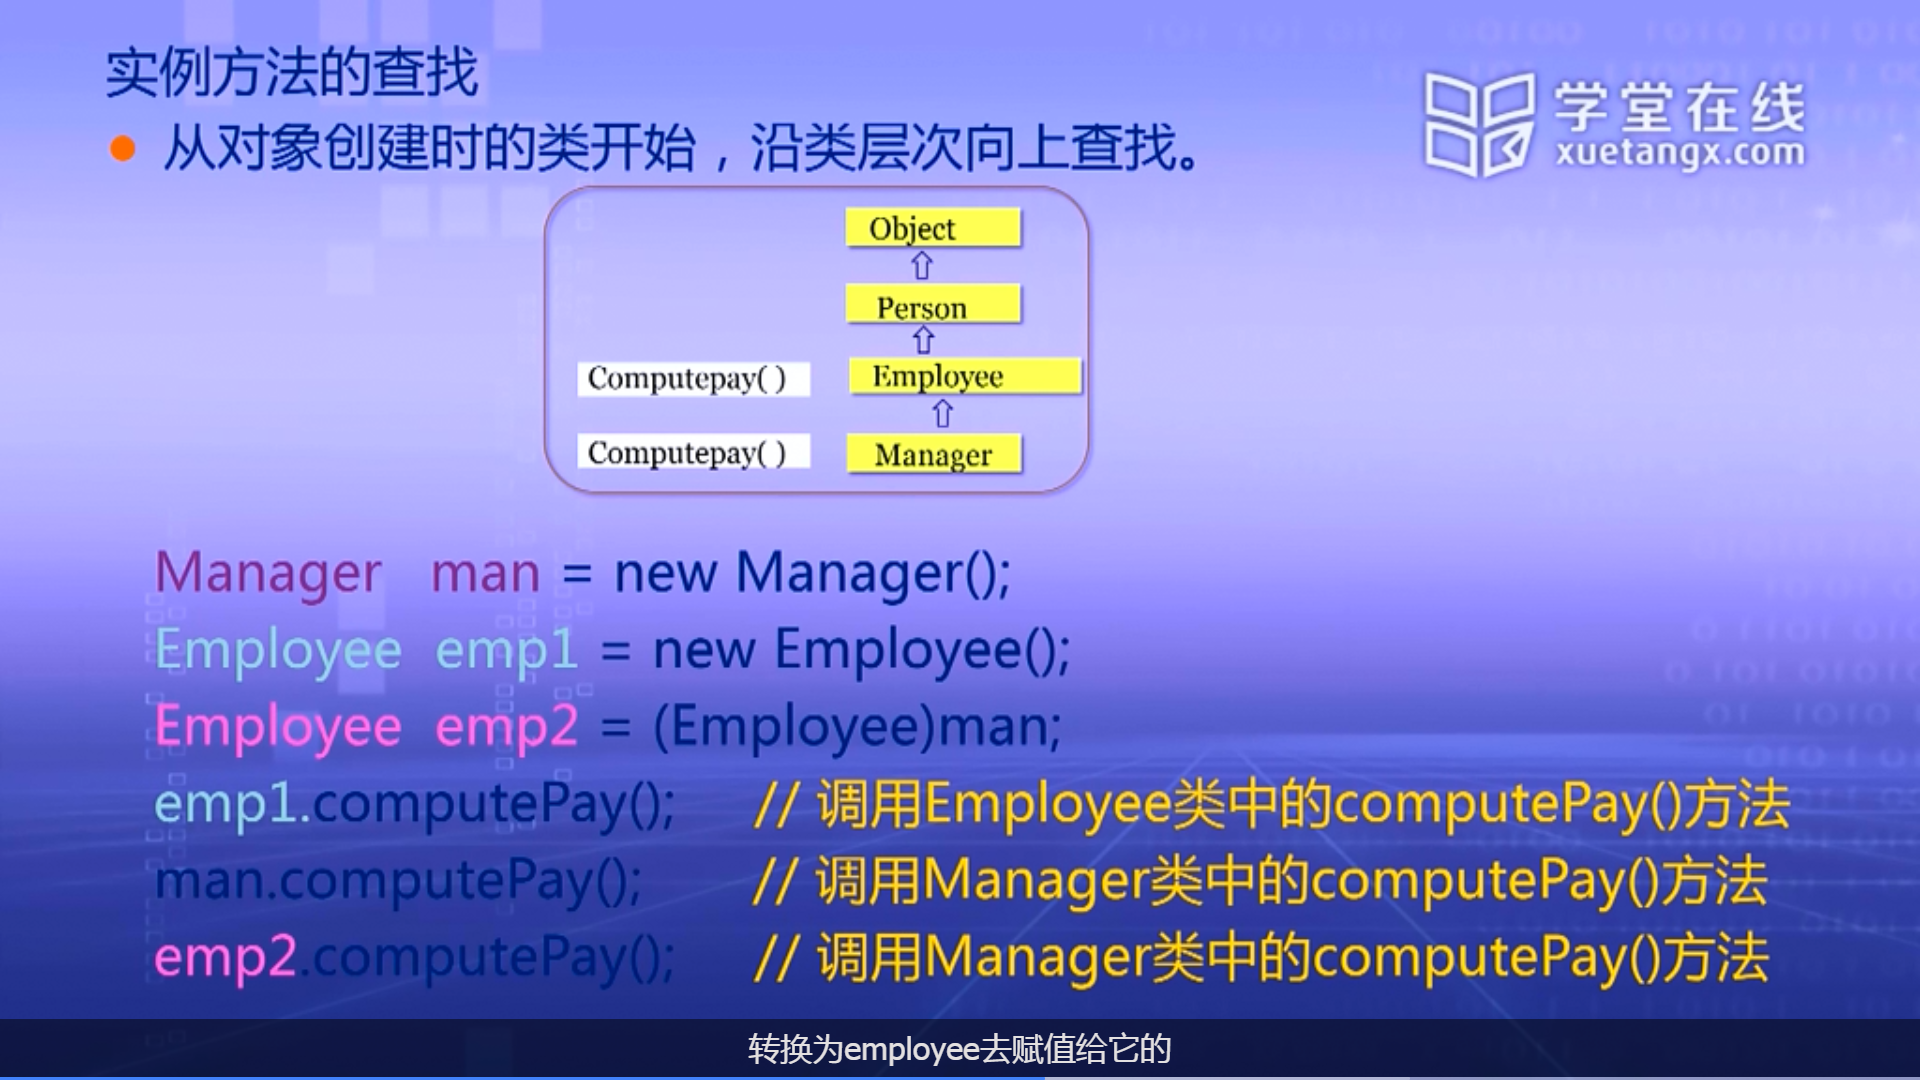 实例方法的查找
学堂在线
xuetangx.com
从对象创建时的类开始，沿类层次向上查找。
Object
Person
Computepay( )
Employee
Computepay( )
Manager
Manager man = new Manager();
Employee emp1 = new Employee();
Employee emp2 = (Employee)man;
emp1.computePay(); // 调用Employee类中的computePay()方法
man.computePay(); // 调用Manager类中的computePay()方法
emp2.computePay(); // 调用Manager类中的computePay()方法
转换为employee去赋值给它的